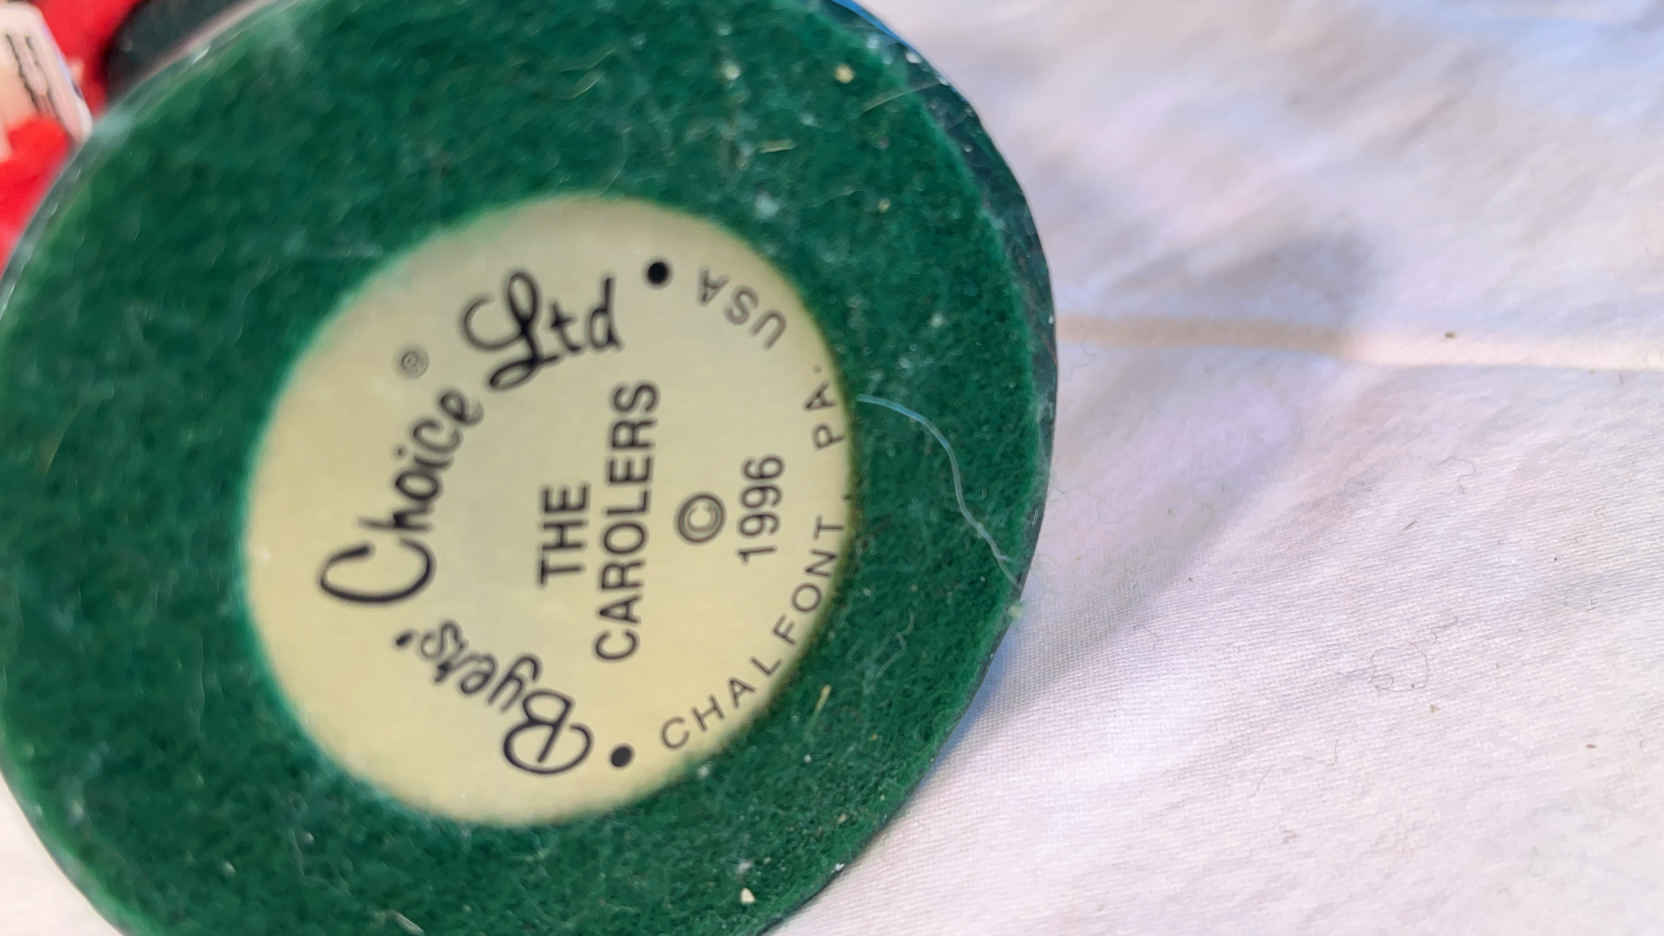 Byers' Choice® Ltd
THE
CAROLERS
©
1996
• CHALFONT, PA. USA •